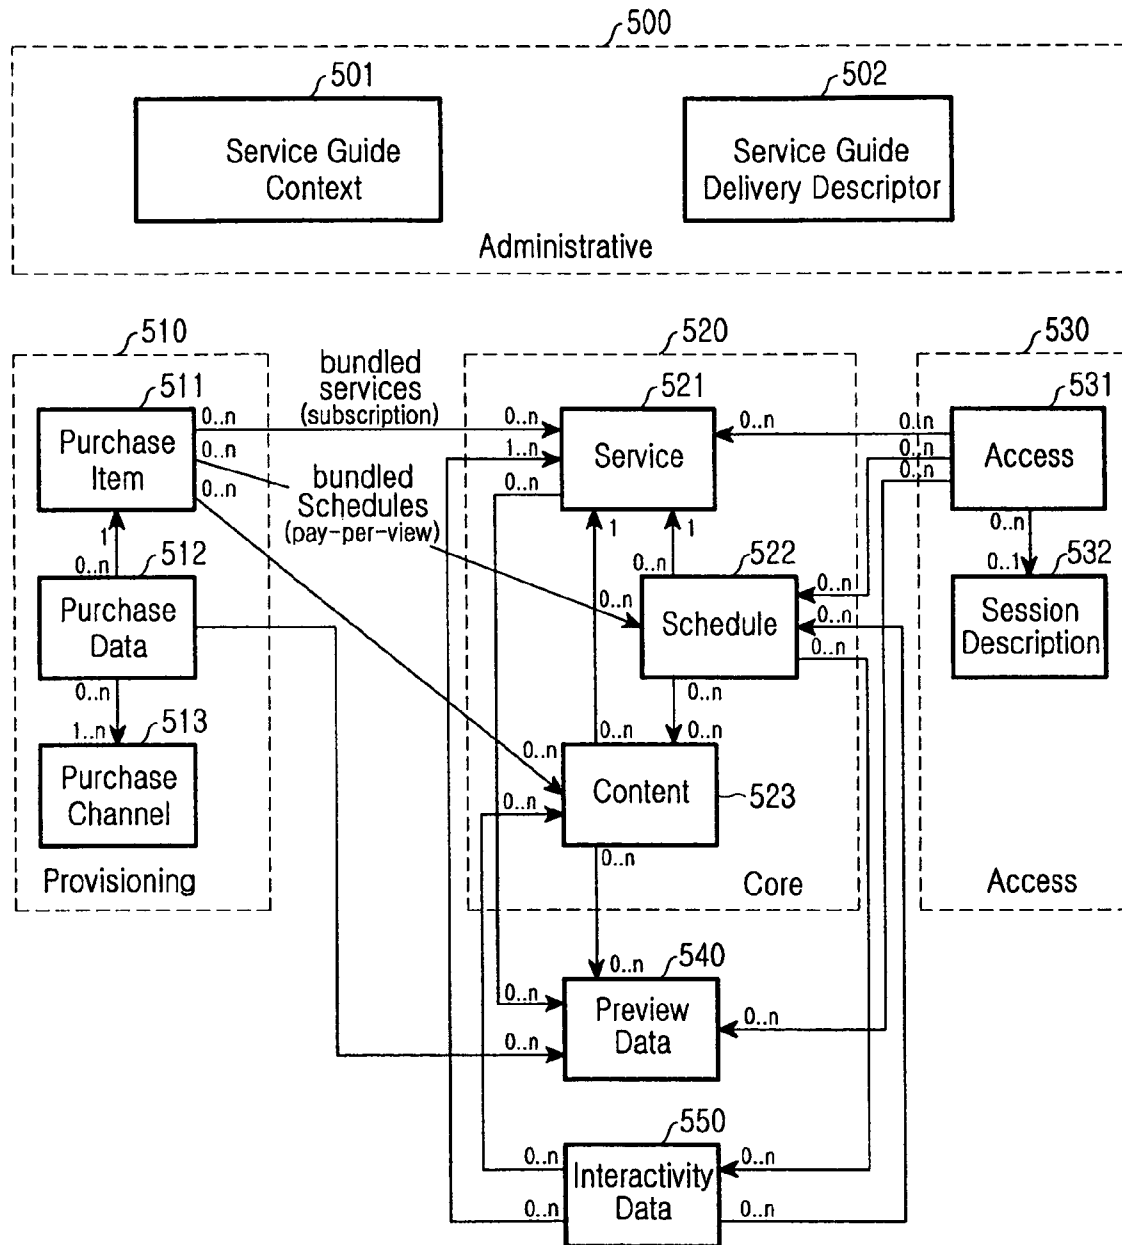 500
501
502
Service Guide
Context
Service Guide
Delivery Descriptor
Administrative
510
520
530
511
bundled
services
(subscription)
521
531
0..n
0..n
0..n
0..n
Purchase
Item
0..n
0..n
bundled
Schedules
(pay-per-view)
1..n
0..n
Service
0..n
0..n
Access
1
0..n
512
1
1
0..n
522
0..n
0..1
532
Purchase
Data
0..n
Schedule
0..n
0..n
0..n
Session
Description
0..n
1..n
513
0..n
0..n
0..n
0..n
Purchase
Channel
0..n
Content
523
0..n
Provisioning
Core
Access
0..n
540
0..n
0..n
Preview
Data
0..n
550
0..n
0..n
Interactivity
Data
0..n
0..n